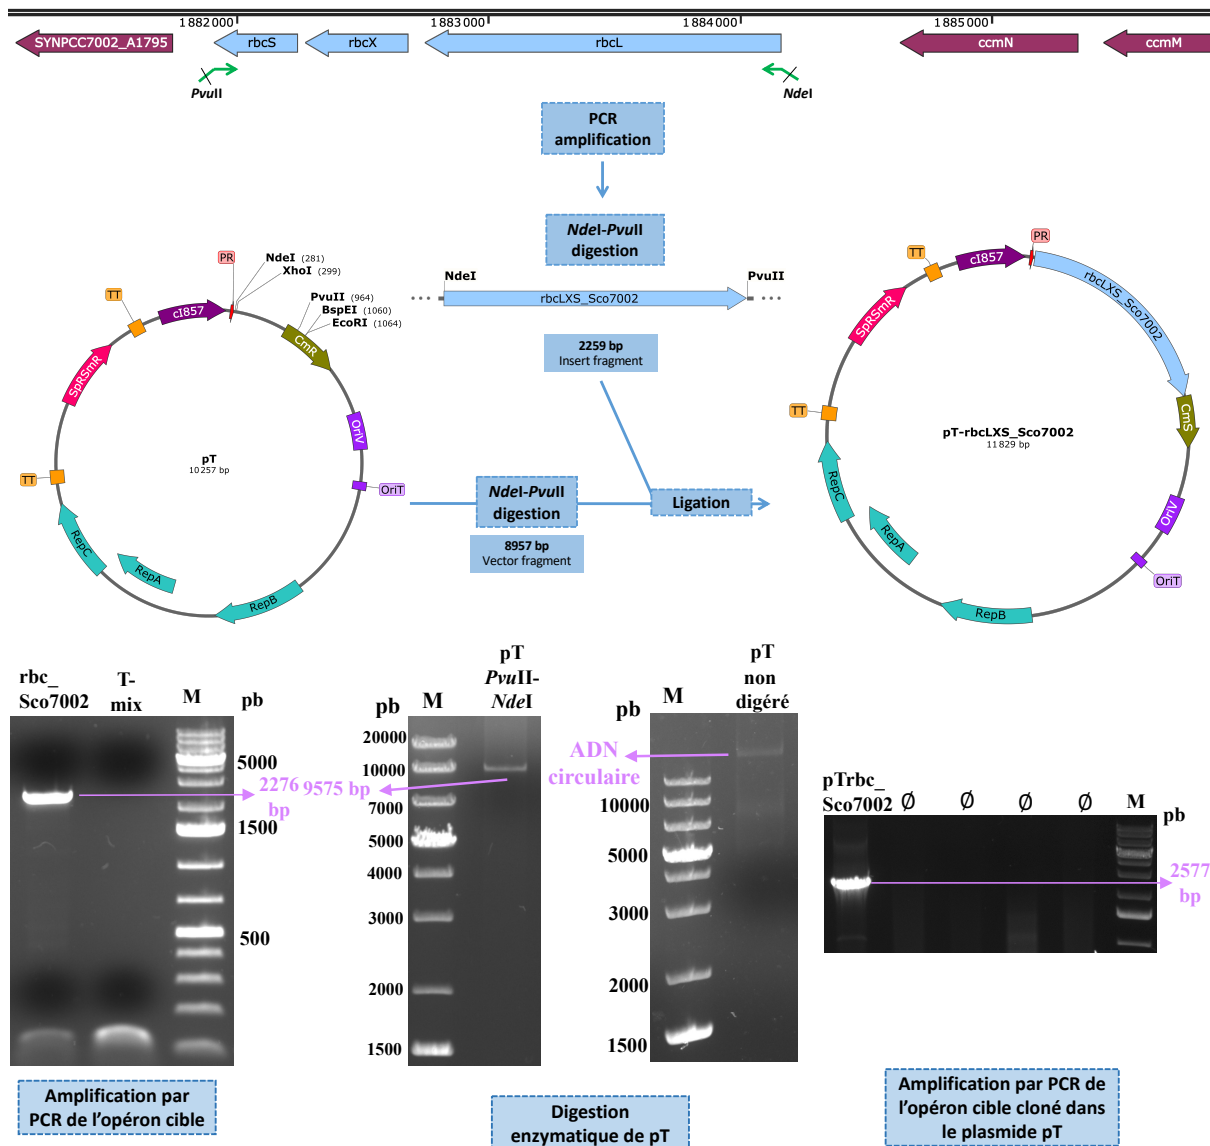 1882000
1883000
1884000
1885000
SYNPCC7002_A1795
rbcS
rbcX
rbcL
ccmN
ccmM
PvuII
NdeI
PCR
amplification
NdeI-PvuII
digestion
PR
NdeI (281)
XhoI (299)
PvuII (964)
BspEI (1060)
EcoRI (1064)
TT
cI857
CmR
SpRSmR
OriV
OriT
TT
RepC
RepA
RepB
pT
10257 bp
NdeI
PvuII
rbcLXS_Sco7002
2259 bp
Insert fragment
NdeI-PvuII
digestion
8957 bp
Vector fragment
Ligation
PR
TT
cI857
rbcLXS_Sco7002
SpRSmR
TT
CmS
pT-rbcLXS_Sco7002
11829 bp
RepC
RepA
OriV
OriT
RepB
rbc_
Sco7002
T-
mix
M
pb
5000
2276
bp
1500
500
Amplification par
PCR de l’opéron cible
pT
PvuII-
NdeI
M
pb
20000
10000
9575 bp
7000
5000
4000
3000
2000
1500
pT
non
digéré
M
pb
ADN
circulaire
10000
5000
3000
2000
1500
Digestion
enzymatique de pT
pTrbc_
Sco7002
Ø
Ø
Ø
Ø
M
pb
2577
bp
Amplification par PCR de
l’opéron cible cloné dans
le plasmide pT